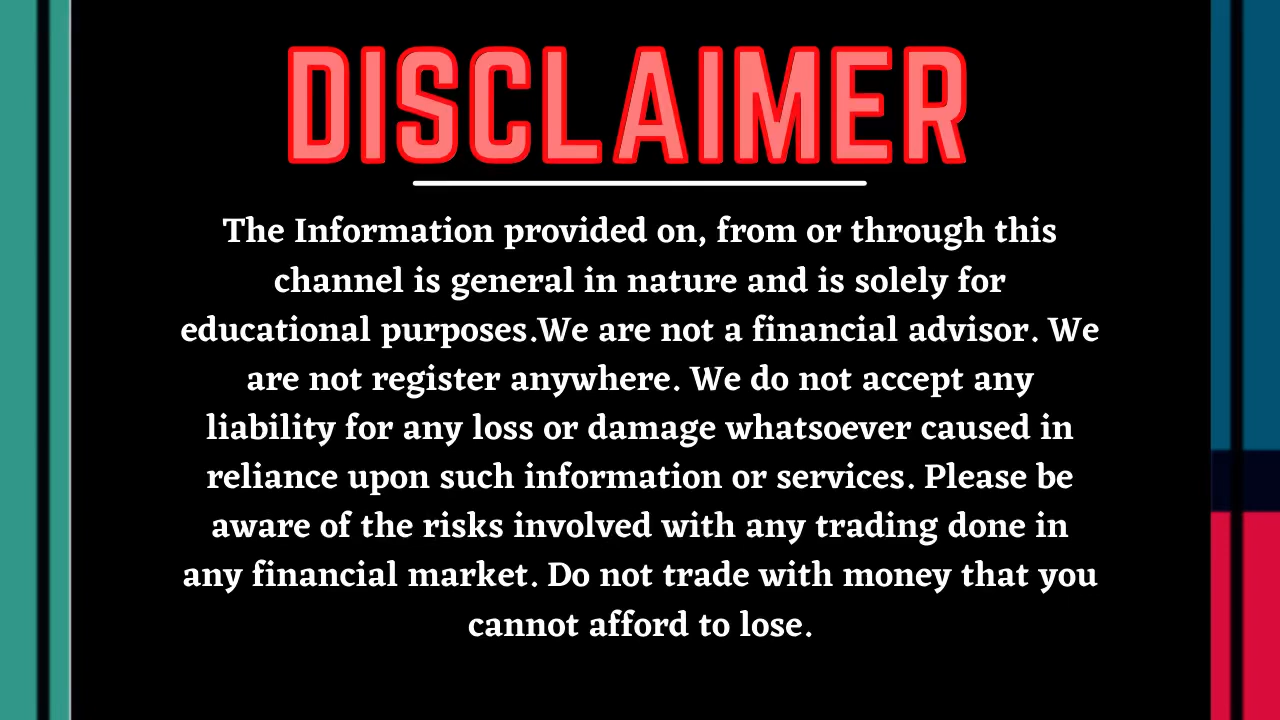 DISCLAIMER
The Information provided on, from or through this
channel is general in nature and is solely for
educational purposes.We are not a financial advisor. We
are not register anywhere. We do not accept any
liability for any loss or damage whatsoever caused in
reliance upon such information or services. Please be
aware of the risks involved with any trading done in
any financial market. Do not trade with money that you
cannot afford to lose.